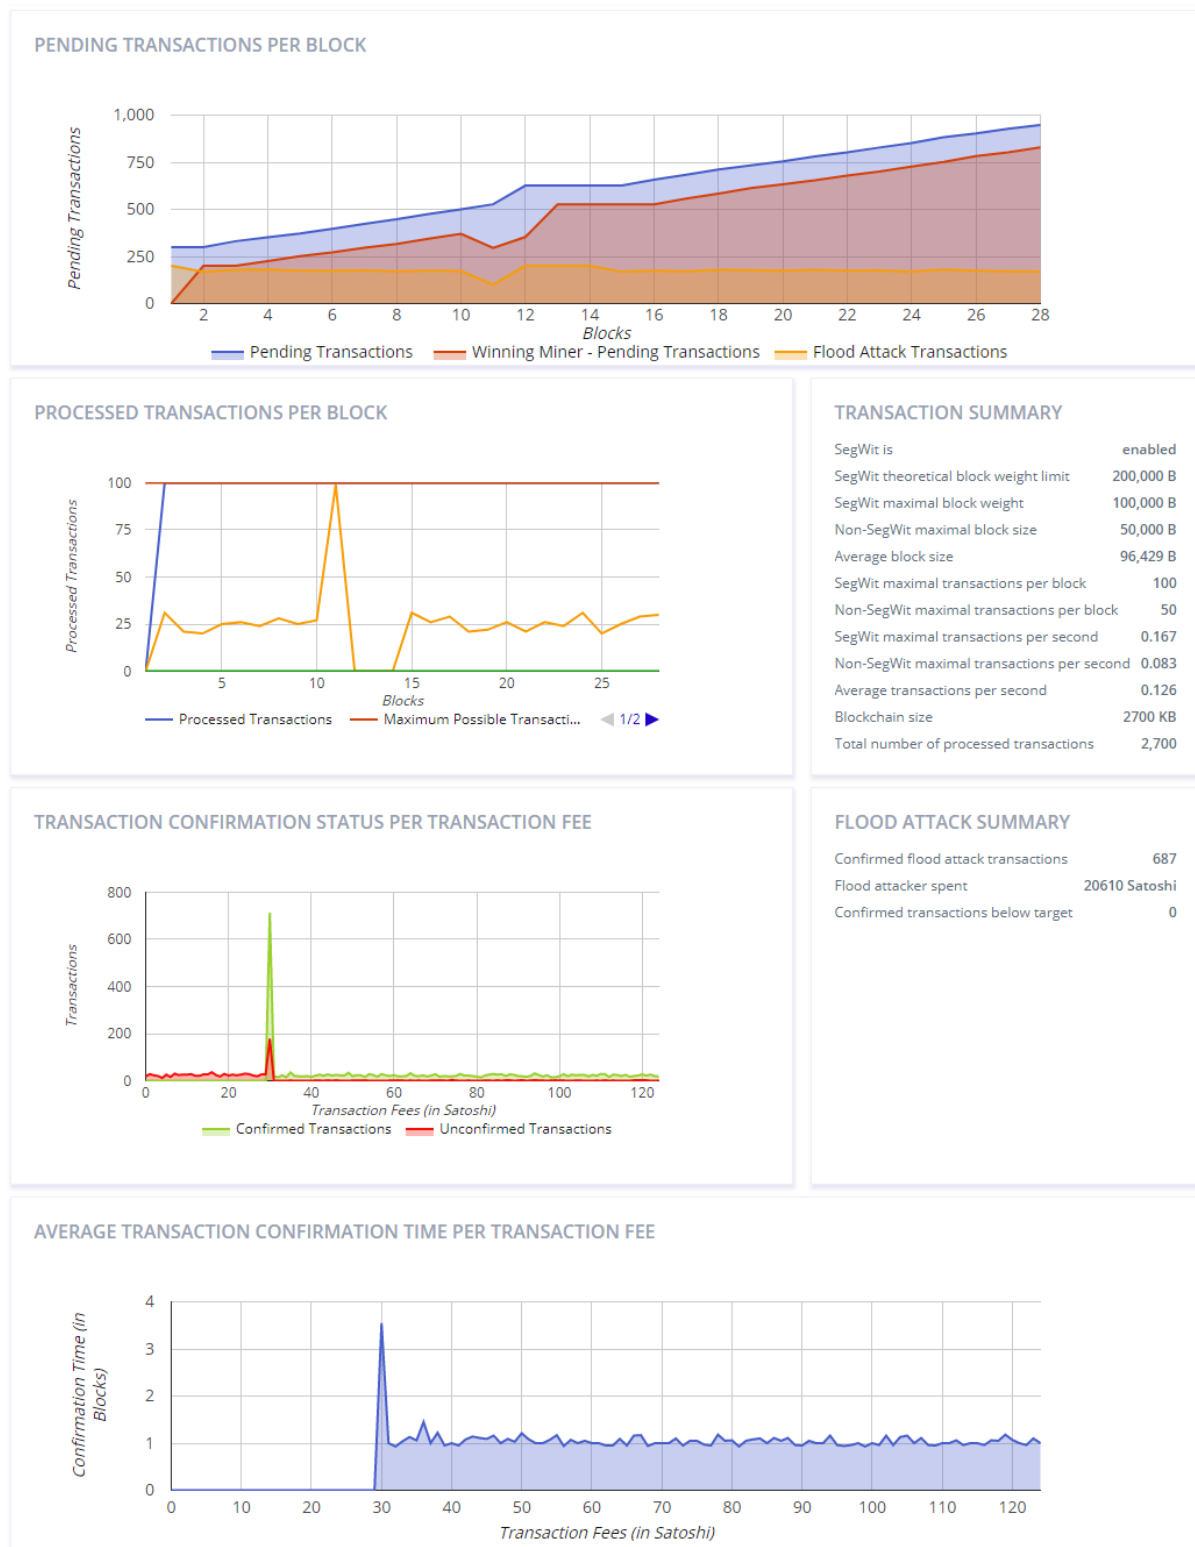 PENDING TRANSACTIONS PER BLOCK
1,000
750
500
250
0
Pending Transactions
2 4 6 8 10 12 14 16 18 20 22 24 26 28
Blocks
Pending Transactions Winning Miner - Pending Transactions Flood Attack Transactions
PROCESSED TRANSACTIONS PER BLOCK
100
75
50
25
0
Processed Transactions
5 10 15 20 25
Blocks
Processed Transactions Maximum Possible Transacti... 1/2
TRANSACTION SUMMARY
SegWit is enabled
SegWit theoretical block weight limit 200,000 B
SegWit maximal block weight 100,000 B
Non-SegWit maximal block size 50,000 B
Average block size 96,429 B
SegWit maximal transactions per block 100
Non-SegWit maximal transactions per block 50
SegWit maximal transactions per second 0.167
Non-SegWit maximal transactions per second 0.083
Average transactions per second 0.126
Blockchain size 2700 KB
Total number of processed transactions 2,700
TRANSACTION CONFIRMATION STATUS PER TRANSACTION FEE
800
600
400
200
0
Transactions
0 20 40 60 80 100 120
Transaction Fees (in Satoshi)
Confirmed Transactions Unconfirmed Transactions
FLOOD ATTACK SUMMARY
Confirmed flood attack transactions 687
Flood attacker spent 20610 Satoshi
Confirmed transactions below target 0
AVERAGE TRANSACTION CONFIRMATION TIME PER TRANSACTION FEE
4
3
2
1
0
Confirmation Time (in
Blocks)
0 10 20 30 40 50 60 70 80 90 100 110 120
Transaction Fees (in Satoshi)